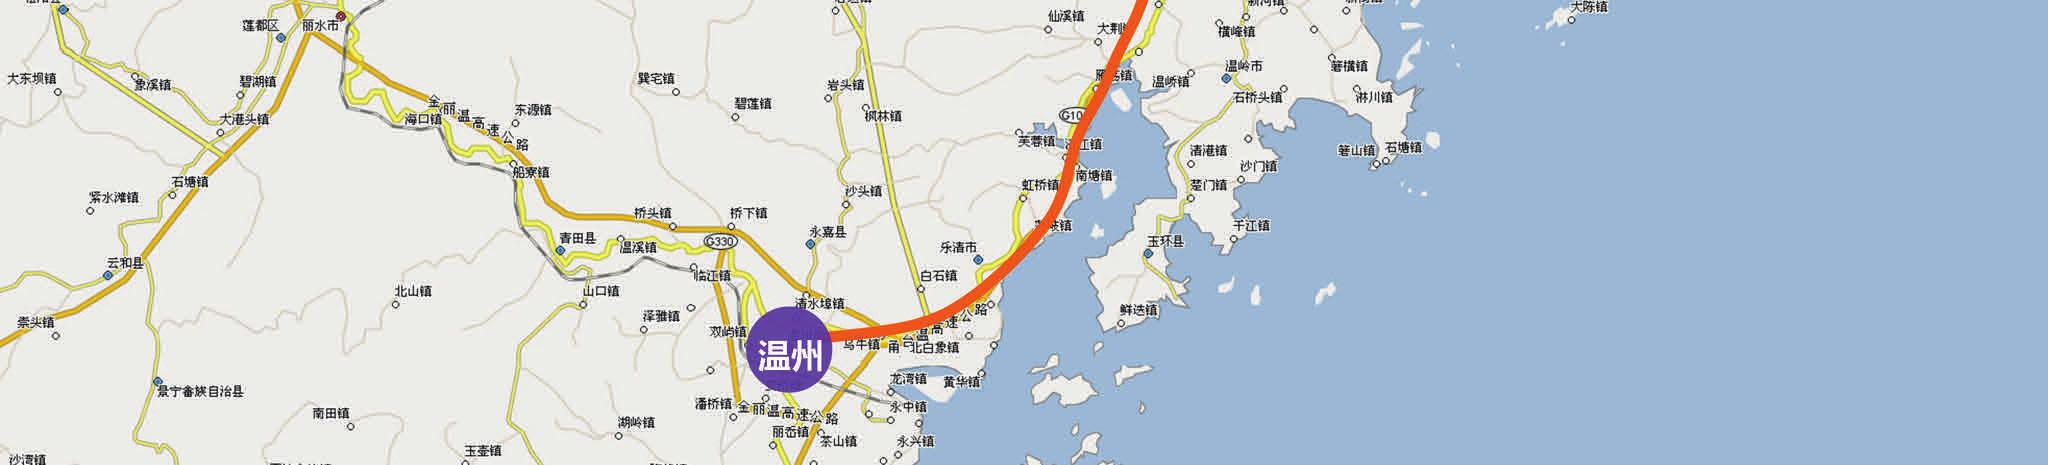 大陈镇
仙溪镇
莲都区
丽水市
横峰镇
温岭市
箬横镇
大东坝镇
象溪镇
碧湖镇
巽宅镇
岩头镇
温峤镇
石桥头镇
淋川镇
碧莲镇
枫林镇
大港头镇
海口镇
金丽温高速公路
东源镇
芙蓉镇
清港镇
箬山镇
石塘镇
沙门镇
船寮镇
石塘镇
紧水滩镇
沙头镇
虹桥镇
南塘镇
楚门镇
桥头镇
桥下镇
永嘉县
干江镇
青田县
温溪镇
G330
乐清市
玉环县
云和县
临江镇
白石镇
北山镇
山口镇
清水埠镇
鲜迭镇
崇头镇
泽雅镇
双屿镇
温州
乌牛镇
甬台温高速公路
北白象镇
景宁畲族自治县
龙湾镇
黄华镇
南田镇
潘桥镇
金丽温高速公路
永中镇
湖岭镇
丽岙镇
茶山镇
永兴镇
玉壶镇
沙湾镇